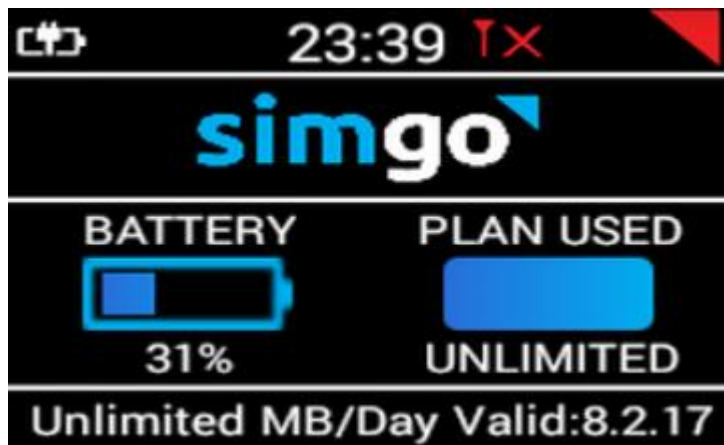 23:39
simgo
BATTERY PLAN USED
31% UNLIMITED
Unlimited MB/Day Valid:8.2.17